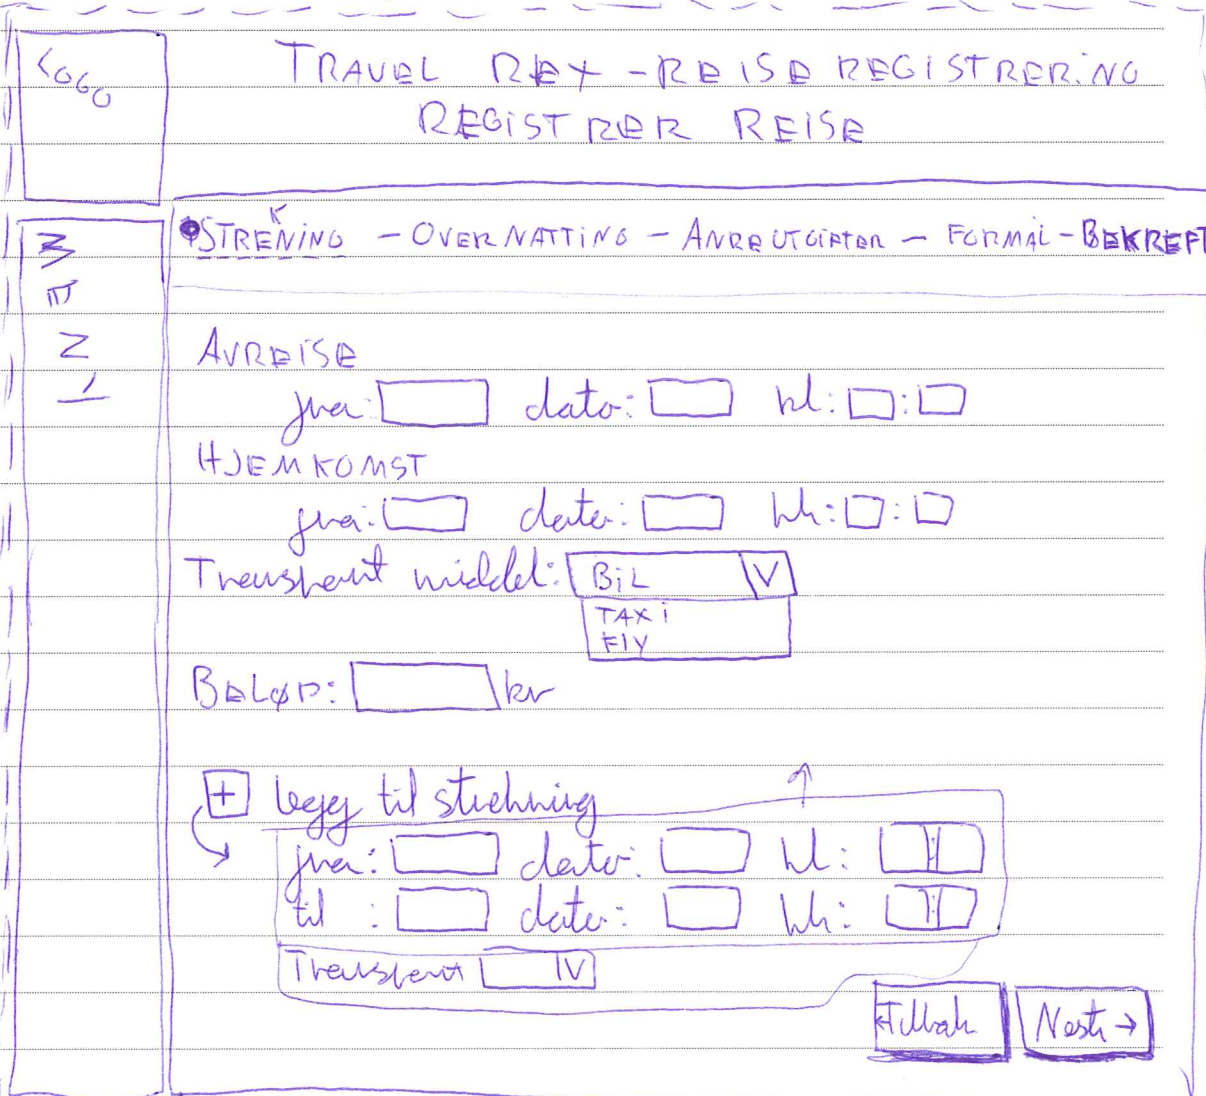 LOGO
TRAVEL REX - REISE REGISTRERING
REGISTRER REISE
MENY
STREKNING - OVERNATTING - ANDRE UTGIFTER - FORMÅL - BEKREFT
AVREISE
fra: dato: kl: :
HJEMKOMST
fra: dato: kl: :
Transport middel: BiL V
TAXi
FlY
BELØP: kr
+ legg til strekning
fra: dato: kl: :
til : dato: kl: :
Transport V
←Tilbak Neste →